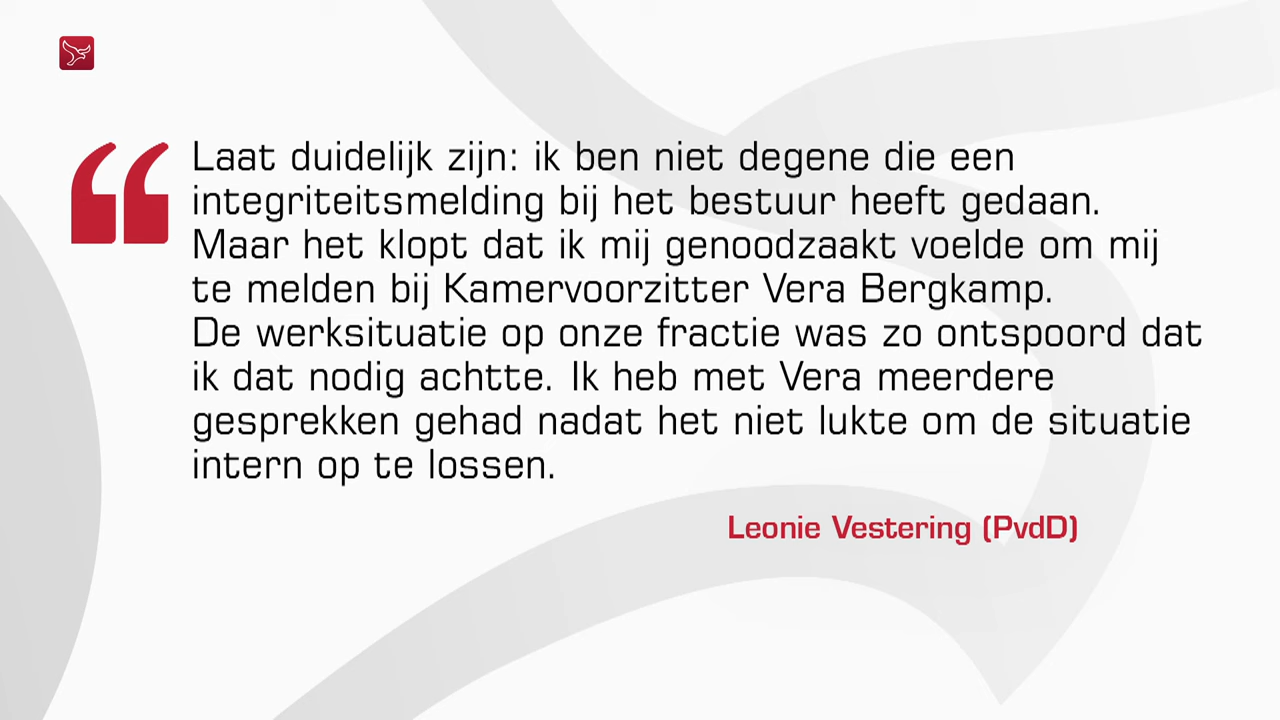 Laat duidelijk zijn: ik ben niet degene die een
integriteitsmelding bij het bestuur heeft gedaan.
Maar het klopt dat ik mij genoodzaakt voelde om mij
te melden bij Kamervoorzitter Vera Bergkamp.
De werksituatie op onze fractie was zo ontspoord dat
ik dat nodig achtte. Ik heb met Vera meerdere
gesprekken gehad nadat het niet lukte om de situatie
intern op te lossen.
Leonie Vestering (PvdD)